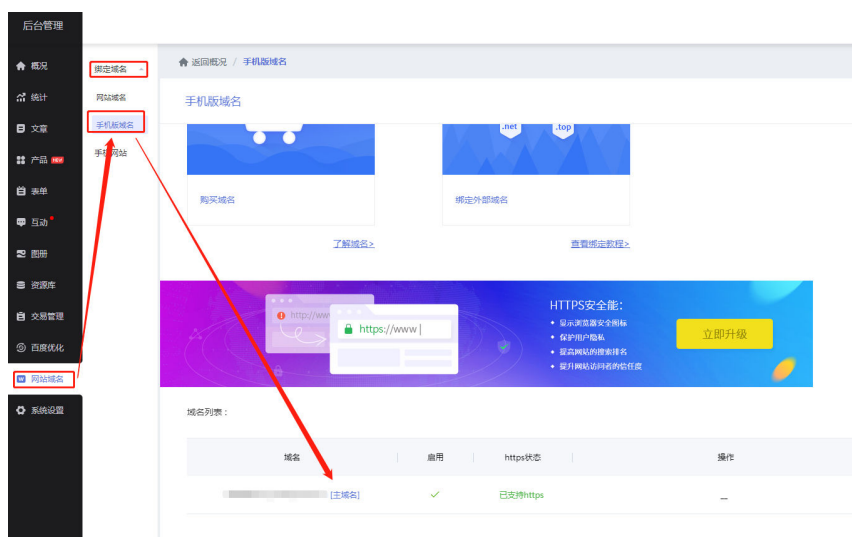 后台管理
概况
统计
文章
产品 NEW
表单
互动
图册
资源库
交易管理
百度优化
网站域名
系统设置
绑定域名
网站域名
手机版域名
手机网站
返回概况 / 手机版域名
手机版域名
.net
.top
购买域名
绑定外部域名
了解域名>
查看绑定教程>
http://www
https://www
HTTPS安全能：
显示浏览器安全图标
保护用户隐私
提高网站的搜索排名
提升网站访问者的信任度
立即升级
域名列表：
域名 启用 https状态 操作
[主域名] 已支持https